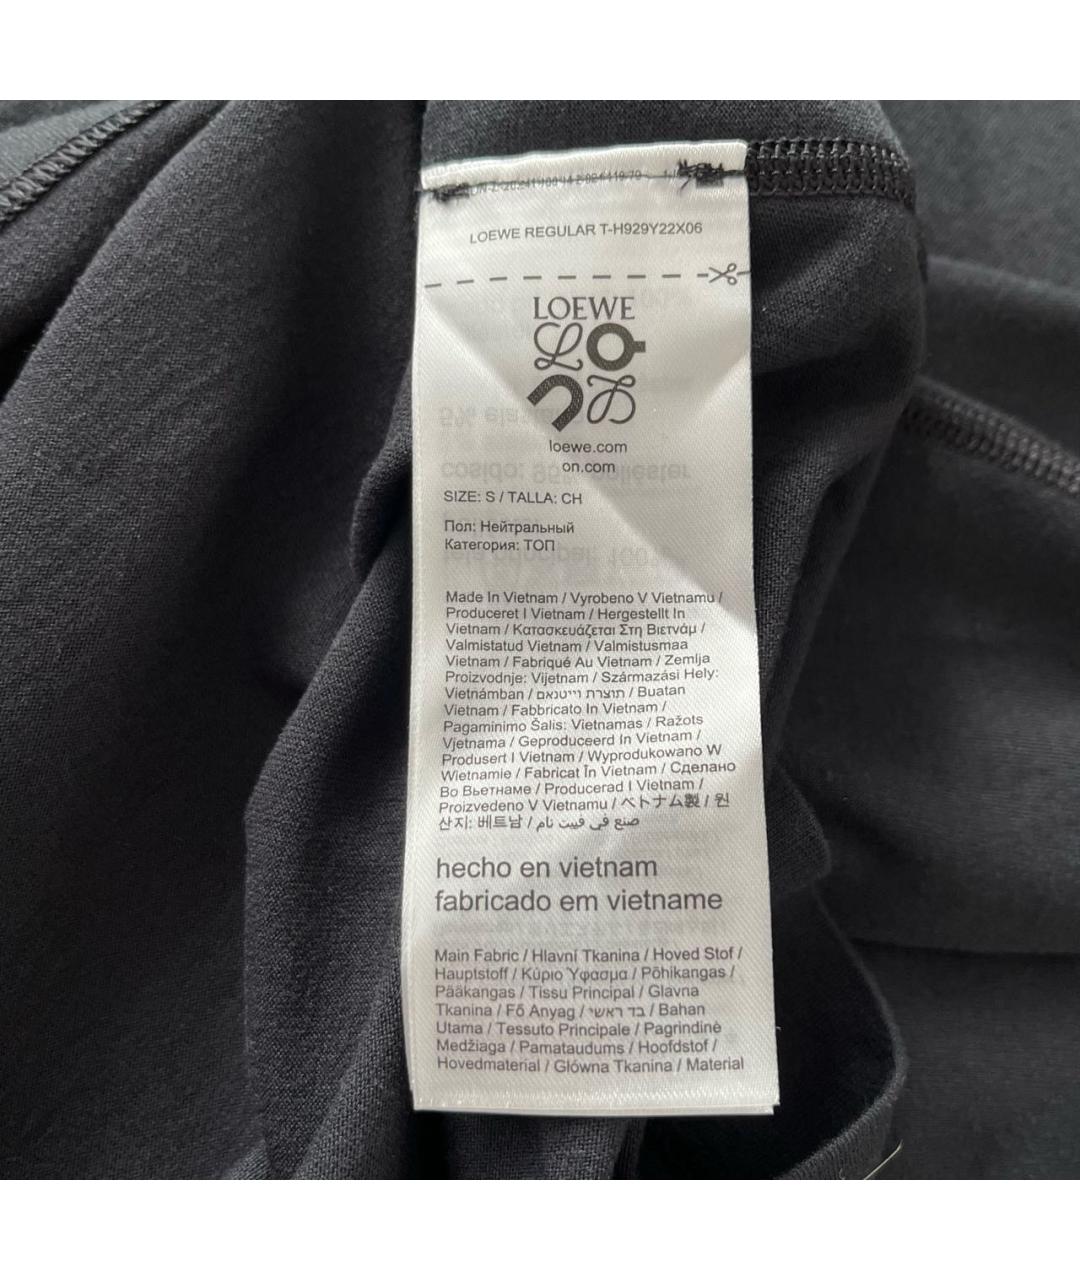 LOEWE REGULAR T-H929Y22X06
LOEWE
loewe.com
on.com
SIZE: S / TALLA: CH
Пол: Нейтральный
Категория: ТОП
Made In Vietnam / Vyrobeno V Vietnamu /
Produceret I Vietnam / Hergestellt In
Vietnam / Κατασκευάζεται Στη Βιετνάμ /
Valmistatud Vietnam / Valmistusmaa
Vietnam / Fabriqué Au Vietnam / Zemlja
Proizvodnje: Vijetnam / Származási Hely:
Vietnámban / תוצרת וייטנאם / Buatan
Vietnam / Fabbricato In Vietnam /
Pagaminimo Šalis: Vietnamas / Ražots
Vjetnama / Geproduceerd In Vietnam /
Produsert I Vietnam / Wyprodukowano W
Wietnamie / Fabricat În Vietnam / Сделано
Во Вьетнаме / Producerad I Vietnam /
Proizvedeno V Vietnamu / ベトナム製 / 원
산지: 베트남 / صنع في فييت نام
hecho en vietnam
fabricado em vietname
Main Fabric / Hlavní Tkanina / Hoved Stof /
Hauptstoff / Κύριο Ύφασμα / Põhikangas /
Pääkangas / Tissu Principal / Glavna
Tkanina / Fő Anyag / בד ראשי / Bahan
Utama / Tessuto Principale / Pagrindinė
Medžiaga / Pamataudums / Hoofdstof /
Hovedmaterial / Główna Tkanina / Material